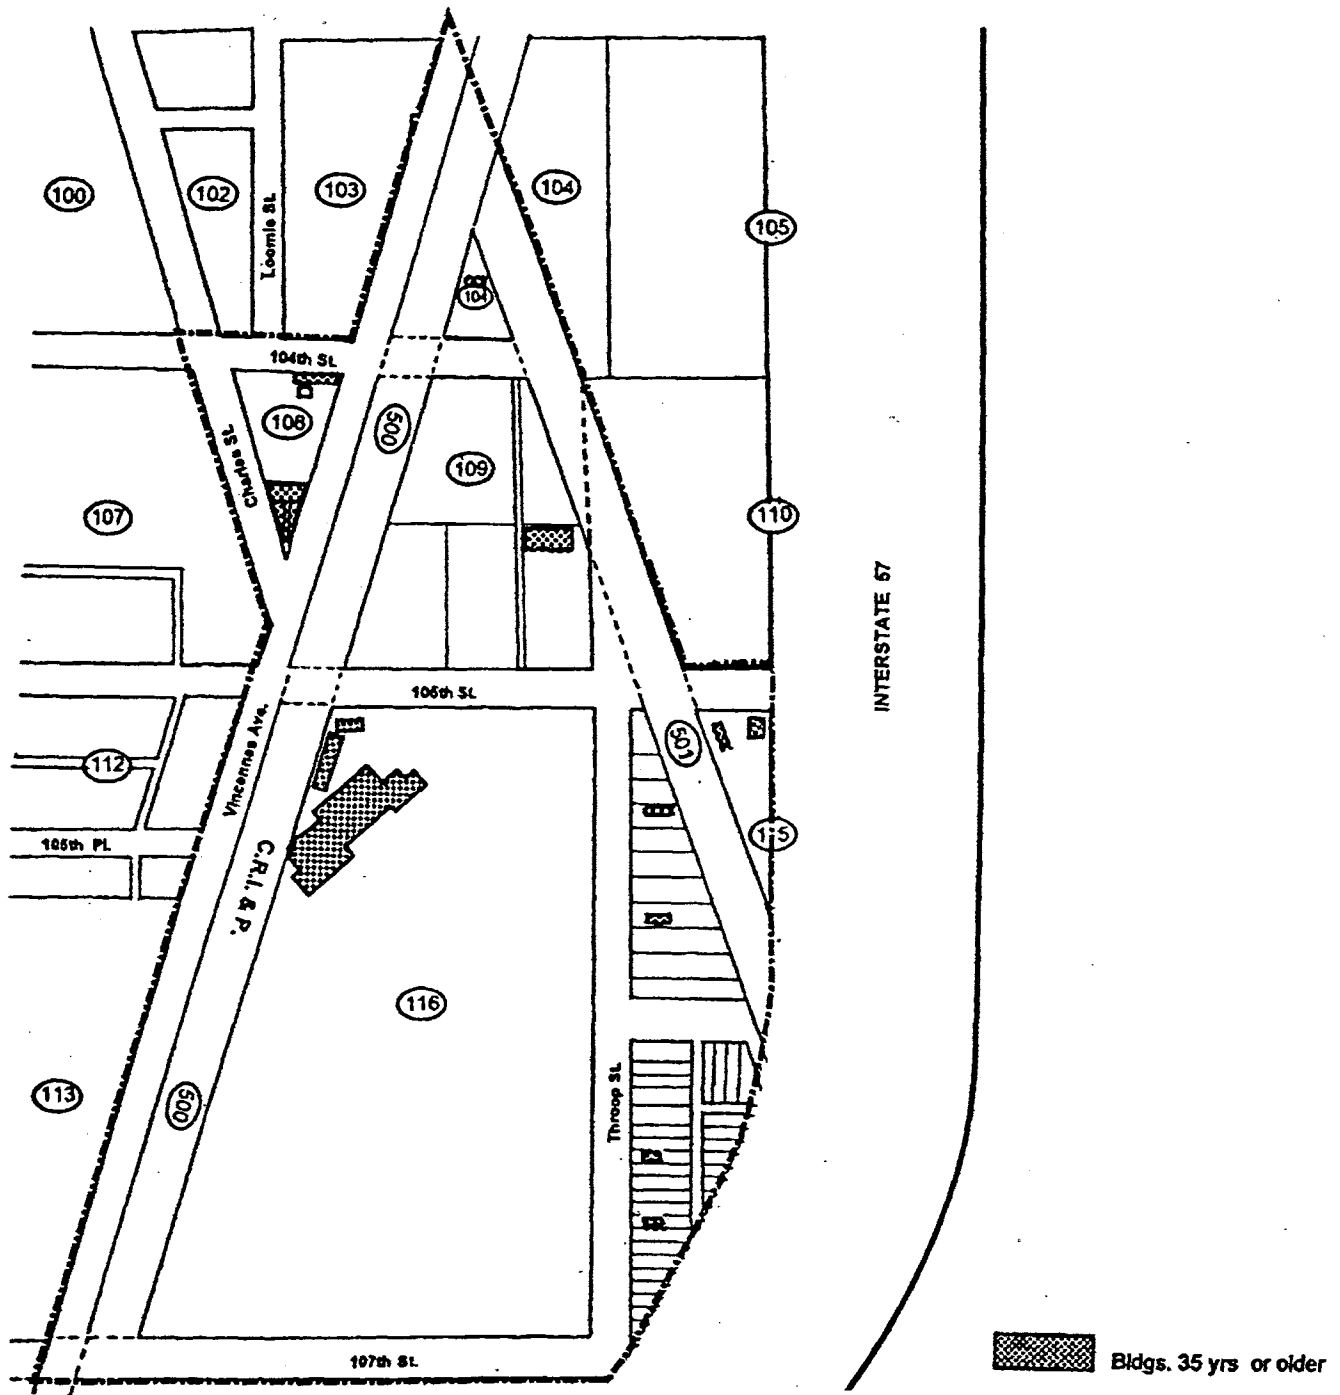 100
102
Loomis St.
103
104
105
104
104th St.
108
500
Charles St.
109
107
110
INTERSTATE 57
105th St.
112
Vincennes Ave.
501
115
105th Pl.
C.R.I. & P.
116
113
500
Throop St.
107th St.
Bldgs. 35 yrs or older